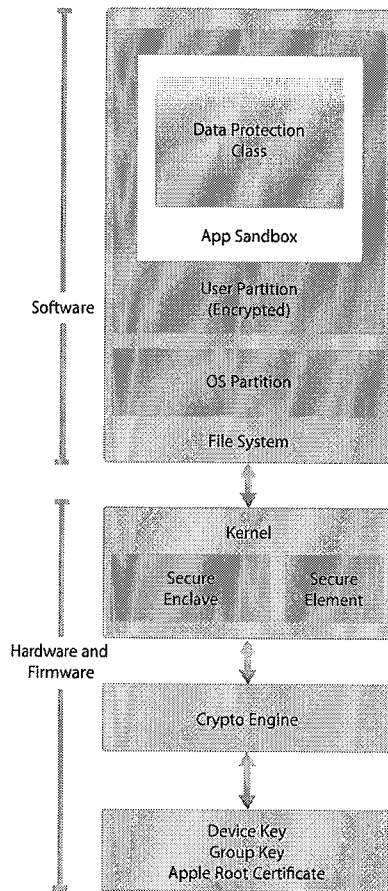 Data Protection
Class
App Sandbox
User Partition
(Encrypted)
Software
OS Partition
File System
Kernel
Secure
Enclave
Secure
Element
Hardware and
Firmware
Crypto Engine
Device Key
Group Key
Apple Root Certificate